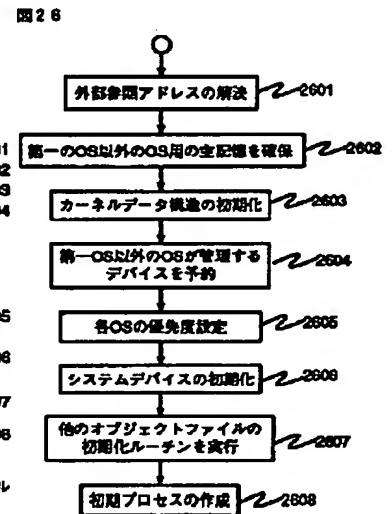 図26
外部参照アドレスの解決 2601
第一のOS以外のOS用の主記憶を確保 2602
カーネルデータ構造の初期化 2603
第一OS以外のOSが管理する
デバイスを予約 2604
各OSの優先度設定 2605
システムデバイスの初期化 2606
他のオブジェクトファイルの
初期化ルーチンを実行 2607
初期プロセスの作成 2608